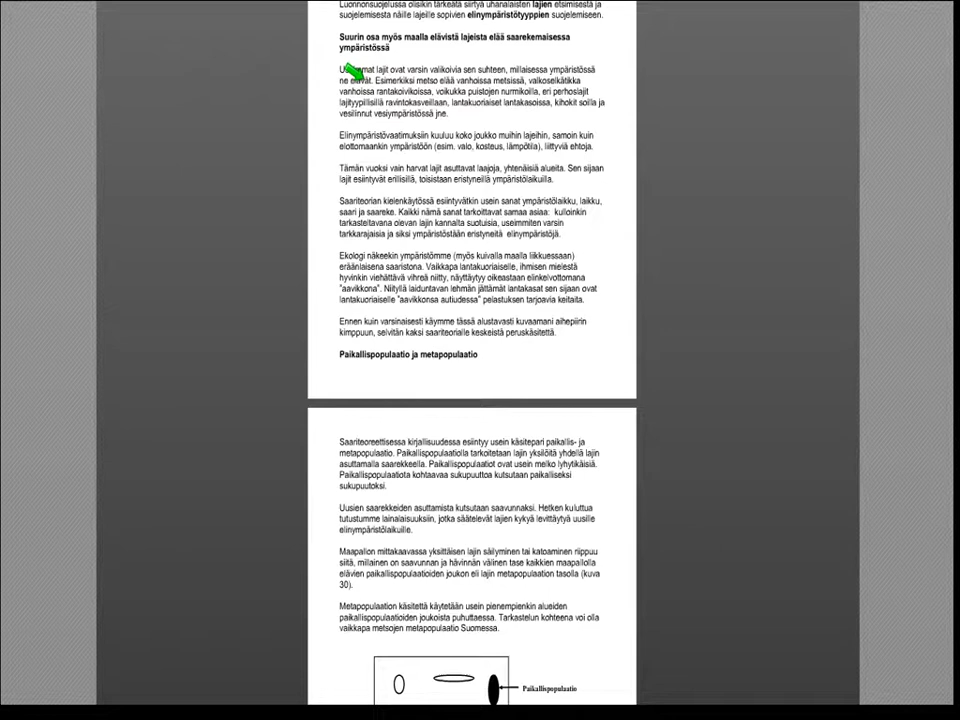 Luonnonsuojelussa olisikin tärkeätä siirtyä uhanalaisten lajien etsimisestä ja
suojelemisesta näille lajeille sopivien elinympäristötyyppien suojelemiseen.
Suurin osa myös maalla elävistä lajeista elää saarekemaisessa
ympäristössä
lajit ovat varsin valikoivia sen suhteen, millaisessa ympäristössä
ne elävät. Esimerkiksi metso elää vanhoissa metsissä, valkoselkätikka
vanhoissa rantakoivikoissa, voikukka puistojen nurmikoilla, eri perhoslajit
lajityypillisillä ravintokasveillaan, lantakuoriaiset lantakasoissa, kihokit soilla ja
vesilinnut vesiympäristössä jne.
Elinympäristövaatimuksiin kuuluu koko joukko muihin lajeihin, samoin kuin
elottomaankin ympäristöön (esim. valo, kosteus, lämpötila), liittyviä ehtoja.
Tämän vuoksi vain harvat lajit asuttavat laajoja, yhtenäisiä alueita. Sen sijaan
lajit esiintyvät erillisillä, toisistaan eristyneillä ympäristölaikuilla.
Saariteorian kielenkäytössä esiintyvätkin usein sanat ympäristölaikku, laikku,
saari ja saareke. Kaikki nämä sanat tarkoittavat samaa asiaa: kulloinkin
tarkasteltavana olevan lajin kannalta suotuisia, useimmiten varsin
tarkkarajaisia ja siksi ympäristöstään eristyneitä elinympäristöjä.
Ekologi näkeekin ympäristömme (myös kuivalla maalla liikkuessaan)
eräänlaisena saaristona. Vaikkapa lantakuoriaiselle, ihmisen mielestä
hyvinkin viehättävä vihreä niitty, näyttäytyy oikeastaan elinkelvottomana
"aavikkona". Niityllä laiduntavan lehmän jättämät lantakasat sen sijaan ovat
lantakuoriaiselle "aavikkonsa autiudessa" pelastuksen tarjoavia keitaita.
Ennen kuin varsinaisesti käymme tässä alustavasti kuvaamani aihepiirin
kimppuun, selvitän kaksi saariteorialle keskeistä peruskäsitettä.
Paikallispopulaatio ja metapopulaatio
Saariteoreettisessa kirjallisuudessa esiintyy usein käsitepari paikallis- ja
metapopulaatio. Paikallispopulaatiolla tarkoitetaan lajin yksilöitä yhdellä lajin
asuttamalla saarekkeella. Paikallispopulaatiot ovat usein melko lyhytikäisiä.
Paikallispopulaatiota kohtaavaa sukupuuttoa kutsutaan paikalliseksi
sukupuutoksi.
Uusien saarekkeiden asuttamista kutsutaan saavunnaksi. Hetken kuluttua
tutustumme lainalaisuuksiin, jotka säätelevät lajien kykyä levittäytyä uusille
elinympäristölaikuille.
Maapallon mittakaavassa yksittäisen lajin säilyminen tai katoaminen riippuu
siitä, millainen on saavunnan ja hävinnän välinen tase kaikkien maapallolla
elävien paikallispopulaatioiden joukon eli lajin metapopulaation tasolla (kuva
30).
Metapopulaation käsitettä käytetään usein pienempienkin alueiden
paikallispopulaatioiden joukoista puhuttaessa. Tarkastelun kohteena voi olla
vaikkapa metsojen metapopulaatio Suomessa.
Paikallispopulaatio